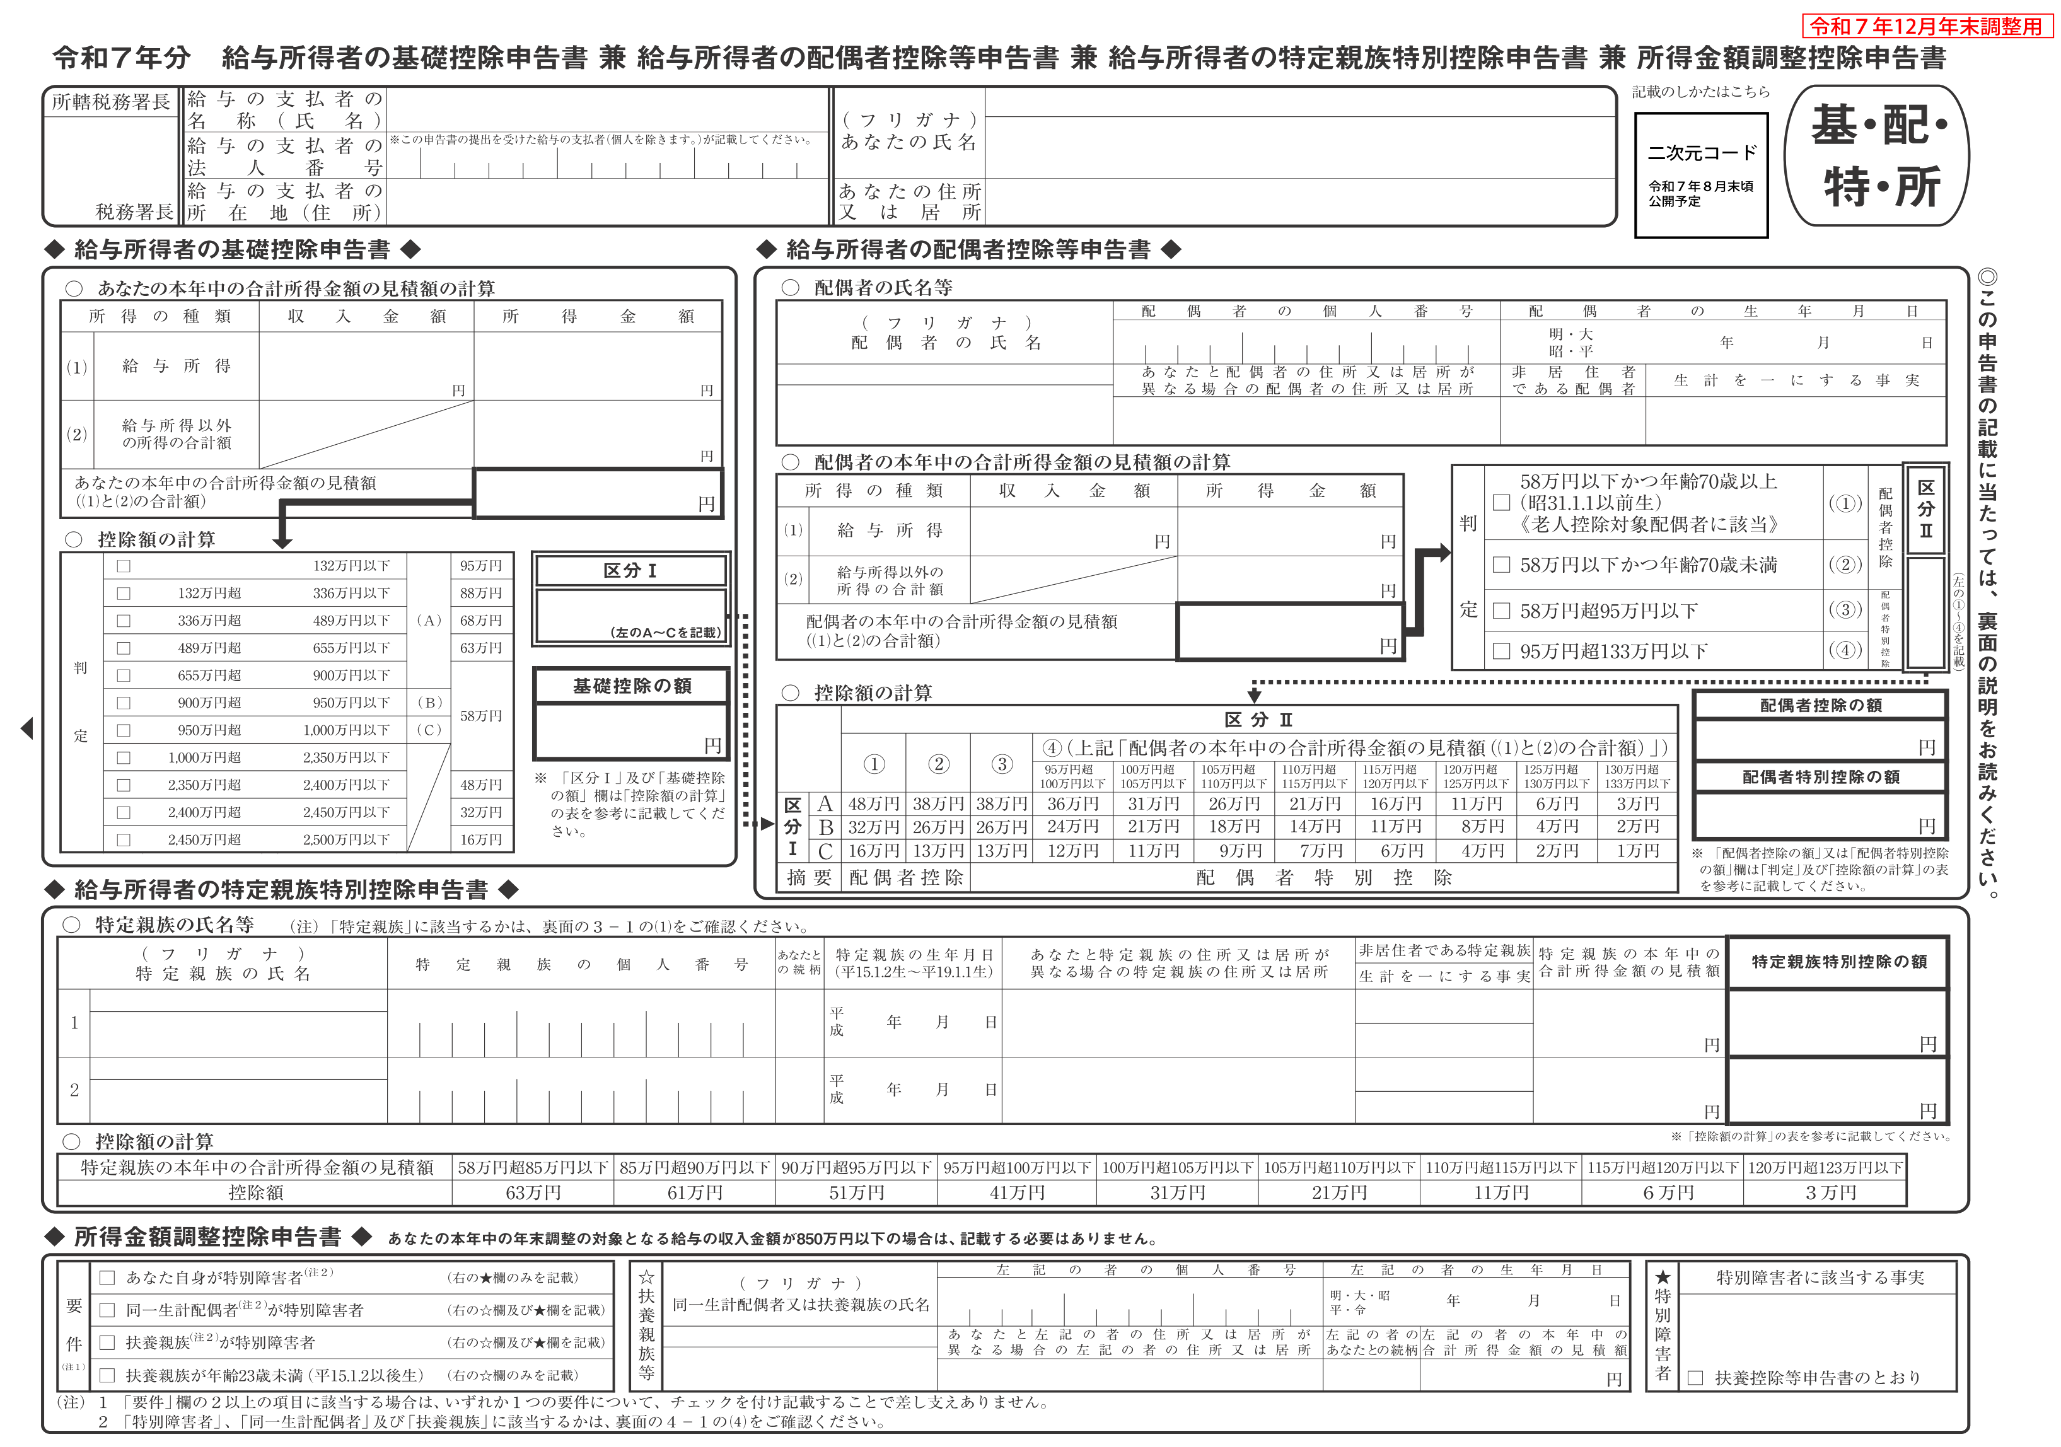 令和７年12月年末調整用
令和７年分　給与所得者の基礎控除申告書 兼 給与所得者の配偶者控除等申告書 兼 給与所得者の特定親族特別控除申告書 兼 所得金額調整控除申告書
所轄税務署長
税務署長
給与の支払者の
名称（氏名）
給与の支払者の
法人番号
※この申告書の提出を受けた給与の支払者(個人を除きます。)が記載してください。
給与の支払者の
所在地(住所)
（フリガナ）
あなたの氏名
あなたの住所
又は居所
記載のしかたはこちら
二次元コード
令和７年８月末頃
公開予定
基・配・
特・所
◆ 給与所得者の基礎控除申告書 ◆
○ あなたの本年中の合計所得金額の見積額の計算
所得の種類 収入金額 所得金額
(1) 給与所得 円 円
(2) 給与所得以外
の所得の合計額 円
あなたの本年中の合計所得金額の見積額
((1)と(2)の合計額) 円
○ 控除額の計算
判定
□ 132万円以下 95万円
□ 132万円超 336万円以下 88万円
□ 336万円超 489万円以下 (A) 68万円
□ 489万円超 655万円以下 63万円
□ 655万円超 900万円以下
□ 900万円超 950万円以下 (B)
58万円
□ 950万円超 1,000万円以下 (C)
□ 1,000万円超 2,350万円以下
□ 2,350万円超 2,400万円以下 48万円
□ 2,400万円超 2,450万円以下 32万円
□ 2,450万円超 2,500万円以下 16万円
区分Ⅰ
(左のA～Cを記載)
基礎控除の額
円
※ 「区分Ⅰ」及び「基礎控除
の額」欄は「控除額の計算」
の表を参考に記載してくだ
さい。
◆ 給与所得者の配偶者控除等申告書 ◆
○ 配偶者の氏名等
（フリガナ）
配偶者の氏名
配偶者の個人番号
配偶者の生年月日
明・大
昭・平
年 月 日
あなたと配偶者の住所又は居所が
異なる場合の配偶者の住所又は居所
非居住者
である配偶者
生計を一にする事実
○ 配偶者の本年中の合計所得金額の見積額の計算
所得の種類 収入金額 所得金額
(1) 給与所得 円 円
(2) 給与所得以外の
所得の合計額 円
配偶者の本年中の合計所得金額の見積額
((1)と(2)の合計額) 円
判定
58万円以下かつ年齢70歳以上
□ (昭31.1.1以前生) (①)
《老人控除対象配偶者に該当》
□ 58万円以下かつ年齢70歳未満 (②)
□ 58万円超95万円以下 (③)
□ 95万円超133万円以下 (④)
配偶者控除
配偶者特別控除
区分Ⅱ
(左の①～④を記載)
○ 控除額の計算
区分Ⅱ
① ② ③ ④(上記「配偶者の本年中の合計所得金額の見積額((1)と(2)の合計額)」)
95万円超 100万円超 105万円超 110万円超 115万円超 120万円超 125万円超 130万円超
100万円以下 105万円以下 110万円以下 115万円以下 120万円以下 125万円以下 130万円以下 133万円以下
区分Ⅰ
A 48万円 38万円 38万円 36万円 31万円 26万円 21万円 16万円 11万円 6万円 3万円
B 32万円 26万円 26万円 24万円 21万円 18万円 14万円 11万円 8万円 4万円 2万円
C 16万円 13万円 13万円 12万円 11万円 9万円 7万円 6万円 4万円 2万円 1万円
摘要 配偶者控除 配偶者特別控除
配偶者控除の額
円
配偶者特別控除の額
円
※ 「配偶者控除の額」又は「配偶者特別控除
の額」欄は「判定」及び「控除額の計算」の表
を参考に記載してください。
◎この申告書の記載に当たっては、裏面の説明をお読みください。
◆ 給与所得者の特定親族特別控除申告書 ◆
○ 特定親族の氏名等 (注)「特定親族」に該当するかは、裏面の３－１の(1)をご確認ください。
（フリガナ）
特定親族の氏名
特定親族の個人番号
あなたと
の続柄
特定親族の生年月日
(平15.1.2生～平19.1.1生)
あなたと特定親族の住所又は居所が
異なる場合の特定親族の住所又は居所
非居住者である特定親族
生計を一にする事実
特定親族の本年中の
合計所得金額の見積額
特定親族特別控除の額
1 平成 年 月 日 円 円
2 平成 年 月 日 円 円
※「控除額の計算」の表を参考に記載してください。
○ 控除額の計算
特定親族の本年中の合計所得金額の見積額 58万円超85万円以下 85万円超90万円以下 90万円超95万円以下 95万円超100万円以下 100万円超105万円以下 105万円超110万円以下 110万円超115万円以下 115万円超120万円以下 120万円超123万円以下
控除額 63万円 61万円 51万円 41万円 31万円 21万円 11万円 6万円 3万円
◆ 所得金額調整控除申告書 ◆ あなたの本年中の年末調整の対象となる給与の収入金額が850万円以下の場合は、記載する必要はありません。
要件
(注1)
□ あなた自身が特別障害者(注2) (右の★欄のみを記載)
□ 同一生計配偶者(注2)が特別障害者 (右の☆欄及び★欄を記載)
□ 扶養親族(注2)が特別障害者 (右の☆欄及び★欄を記載)
□ 扶養親族が年齢23歳未満(平15.1.2以後生) (右の☆欄のみを記載)
☆扶養親族等
（フリガナ）
同一生計配偶者又は扶養親族の氏名
左記の者の個人番号
左記の者の生年月日
明・大・昭
平・令
年 月 日
あなたと左記の者の住所又は居所が
異なる場合の左記の者の住所又は居所
左記の者の
あなたとの続柄
左記の者の本年中の
合計所得金額の見積額
円
★特別障害者
特別障害者に該当する事実
□ 扶養控除等申告書のとおり
(注) 1 「要件」欄の２以上の項目に該当する場合は、いずれか１つの要件について、チェックを付け記載することで差し支えありません。
2 「特別障害者」、「同一生計配偶者」及び「扶養親族」に該当するかは、裏面の４－１の(4)をご確認ください。